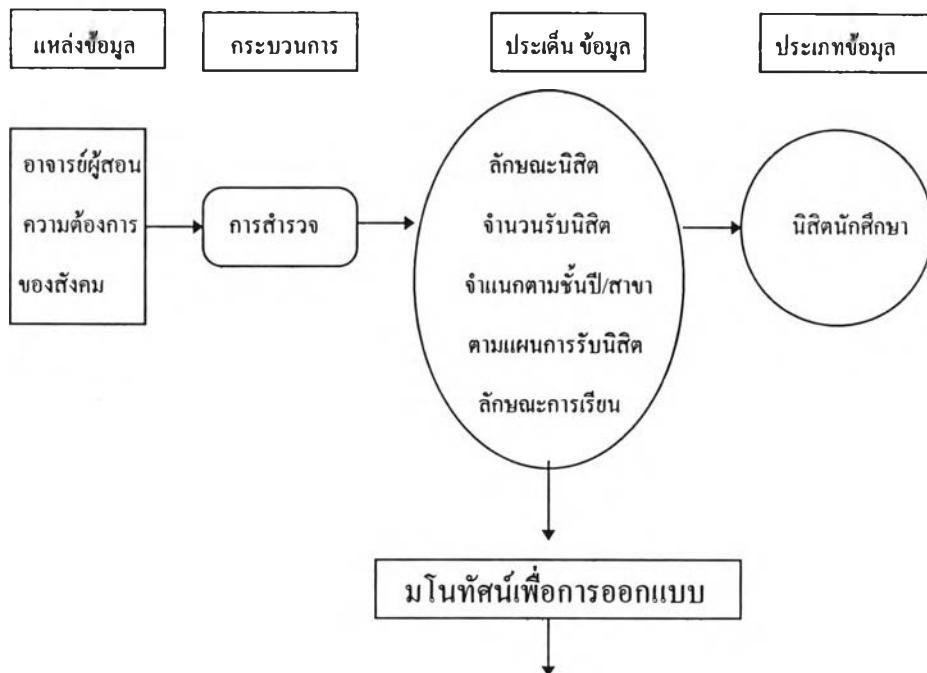 แหล่งข้อมูล
กระบวนการ
ประเด็น ข้อมูล
ประเภทข้อมูล
อาจารย์ผู้สอน
ความต้องการ
ของสังคม
การสำรวจ
ลักษณะนิสิต
จำนวนรับนิสิต
จำแนกตามชั้นปี/สาขา
ตามแผนการรับนิสิต
ลักษณะการเรียน
นิสิตนักศึกษา
มโนทัศน์เพื่อการออกแบบ